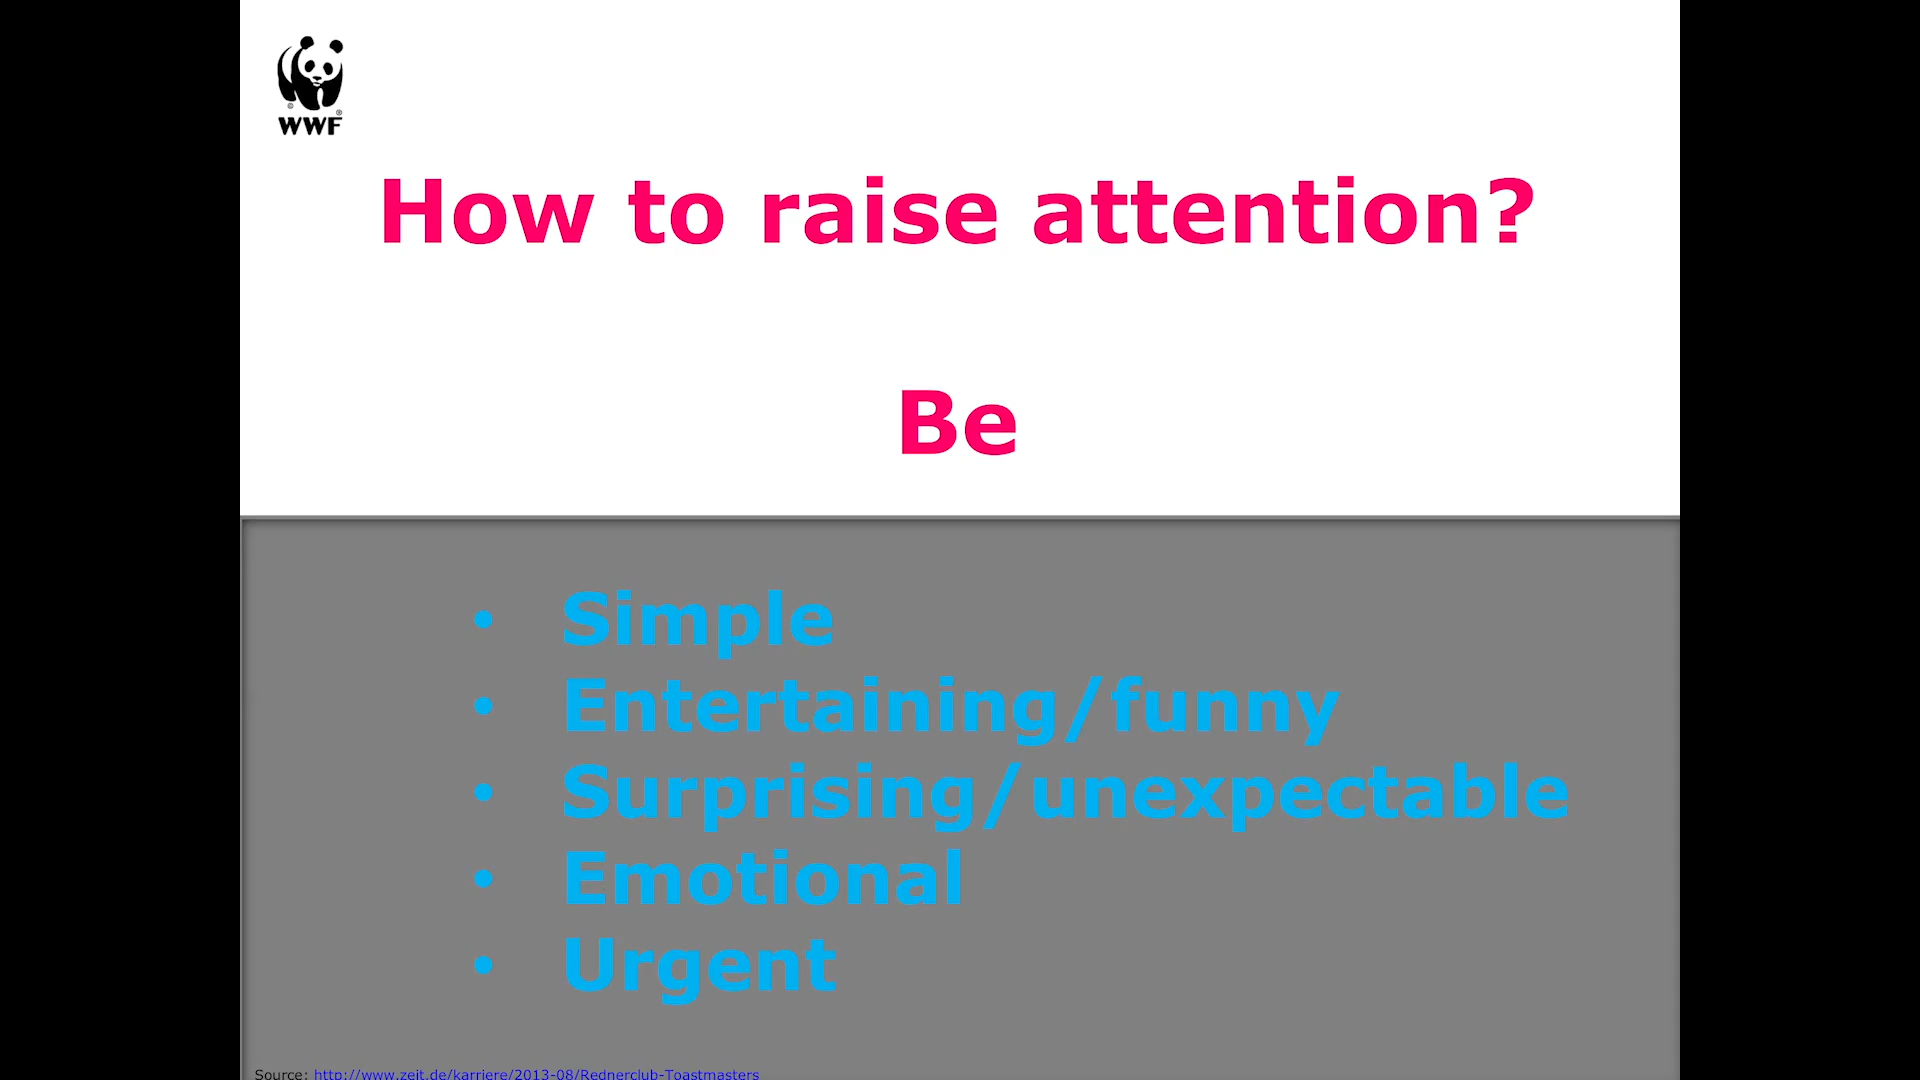 WWF
How to raise attention?
Be
• Simple
• Entertaining/funny
• Surprising/unexpectable
• Emotional
• Urgent
Source: http://www.zeit.de/karriere/2013-08/Rednerclub-Toastmasters